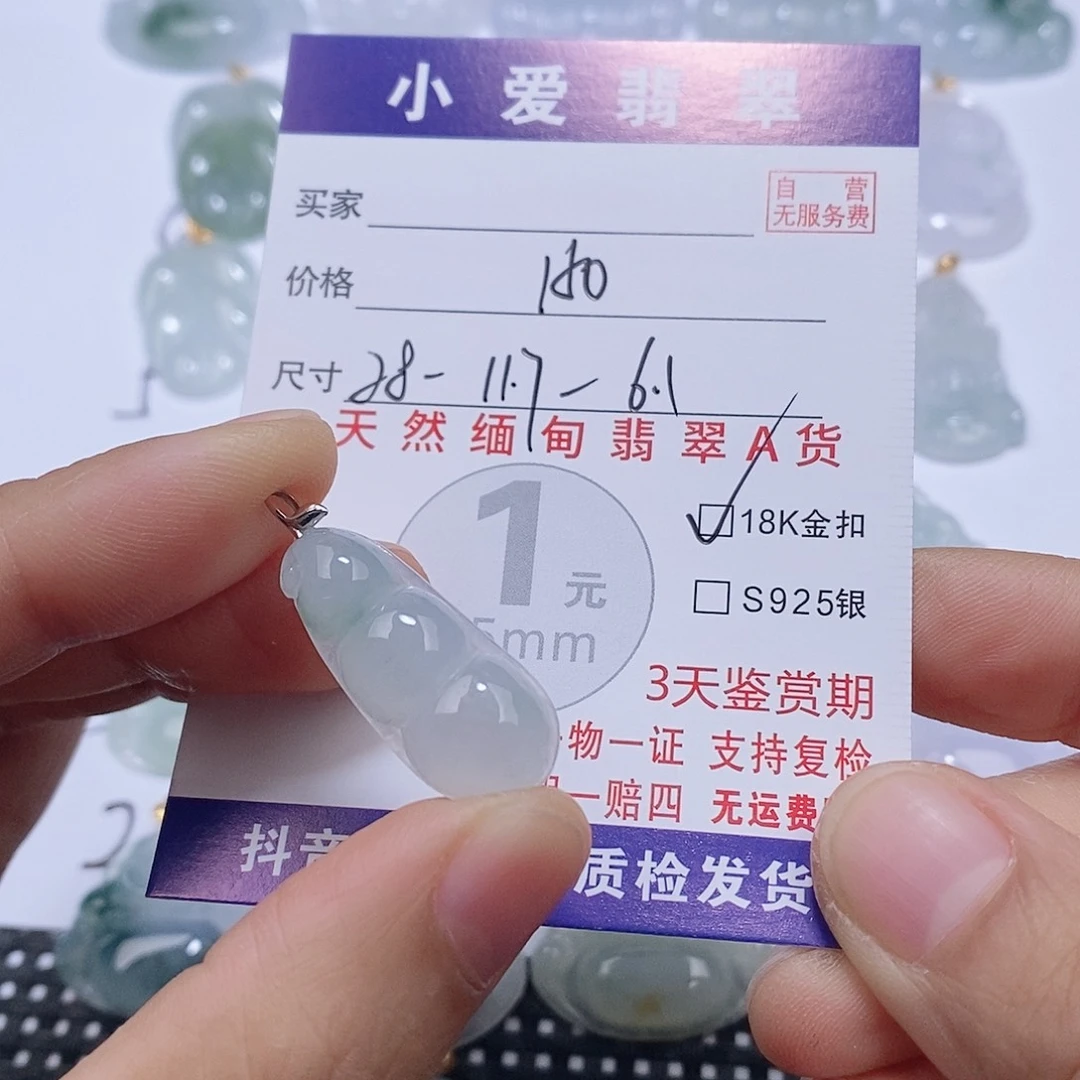 小爱翡翠
买家
自营
无服务费
价格
尺寸 28- 11.7 - 6.1
天然缅甸翡翠A货
1元
5mm
18K金扣
S925银
3天鉴赏期
物一证 支持复检
一赔四 无运费
抖音 质检发货
2